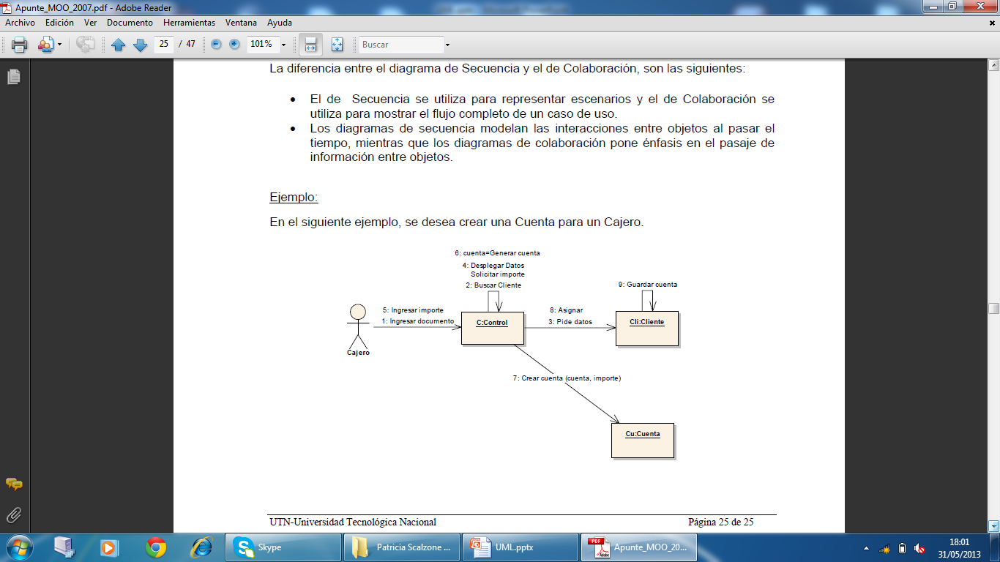 Apunte_MOO_2007.pdf - Adobe Reader
Archivo Edición Ver Documento Herramientas Ventana Ayuda
25 / 47 101% Buscar
La diferencia entre el diagrama de Secuencia y el de Colaboración, son las siguientes:
• El de Secuencia se utiliza para representar escenarios y el de Colaboración se
utiliza para mostrar el flujo completo de un caso de uso.
• Los diagramas de secuencia modelan las interacciones entre objetos al pasar el
tiempo, mientras que los diagramas de colaboración pone énfasis en el pasaje de
información entre objetos.
Ejemplo:
En el siguiente ejemplo, se desea crear una Cuenta para un Cajero.
6: cuenta=Generar cuenta
4: Desplegar Datos
Solicitar importe
2: Buscar Cliente
9: Guardar cuenta
5: Ingresar importe
1: Ingresar documento
C:Control
8: Asignar
3: Pide datos
Cli:Cliente
Cajero
7: Crear cuenta (cuenta, importe)
Cu:Cuenta
UTN-Universidad Tecnológica Nacional Página 25 de 25
Skype
Patricia Scalzone ...
UML.pptx
Apunte_MOO_20...
18:01
31/05/2013